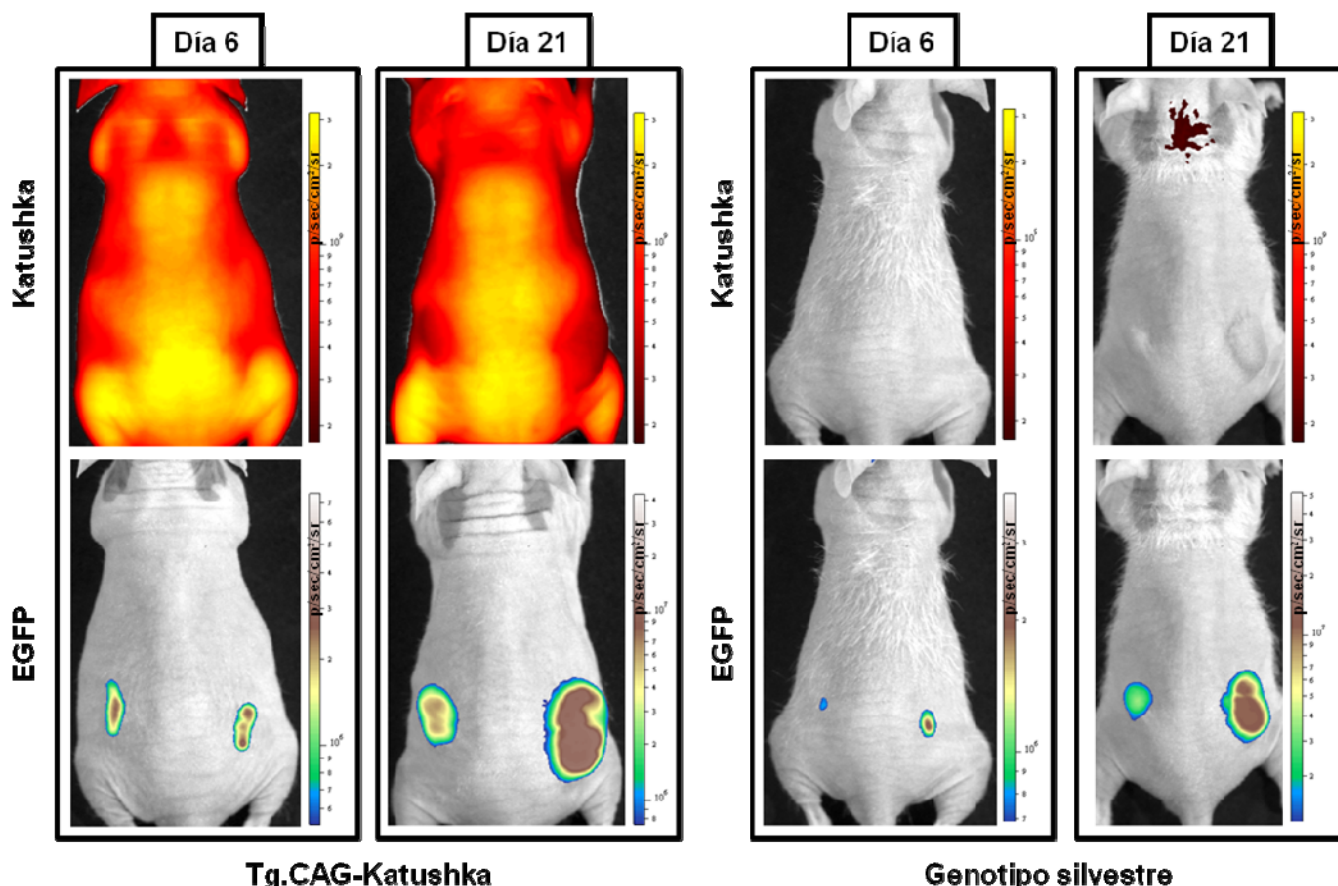 Día 6
Día 21
Día 6
Día 21
Katushka
Katushka
EGFP
EGFP
p/sec/cm²/sr
p/sec/cm²/sr
p/sec/cm²/sr
p/sec/cm²/sr
p/sec/cm²/sr
p/sec/cm²/sr
p/sec/cm²/sr
p/sec/cm²/sr
Tg.CAG-Katushka
Genotipo silvestre